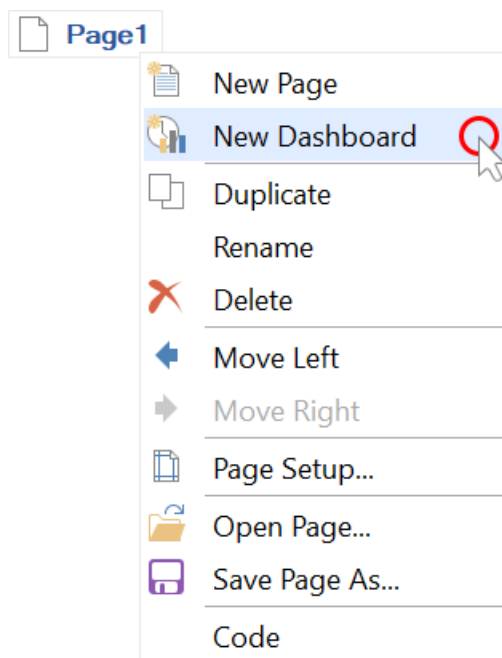 Page1
New Page
New Dashboard
Duplicate
Rename
Delete
Move Left
Move Right
Page Setup...
Open Page...
Save Page As...
Code